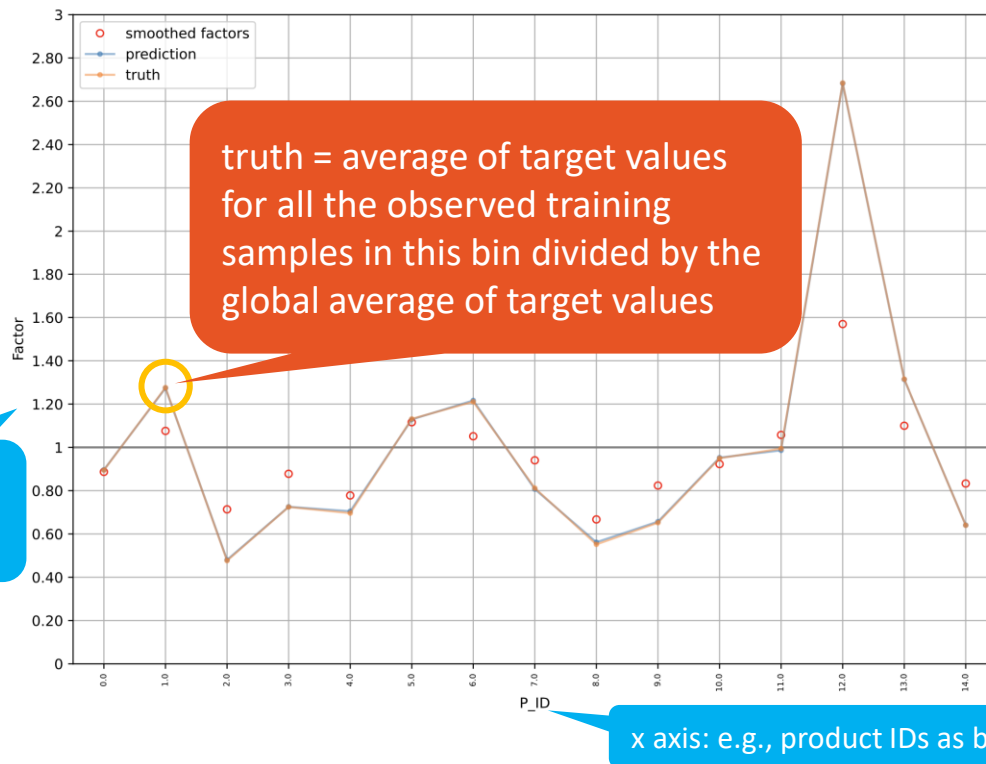 3
smoothed factors
prediction
truth
2.80
2.60
2.40
2.20
2
1.80
1.60
1.40
1.20
1
0.80
0.60
0.40
0.20
0
Factor
truth = average of target values
for all the observed training
samples in this bin divided by the
global average of target values
0.0 1.0 2.0 3.0 4.0 5.0 6.0 7.0 8.0 9.0 10.0 11.0 12.0 13.0 14.0
P_ID
x axis: e.g., product IDs as b